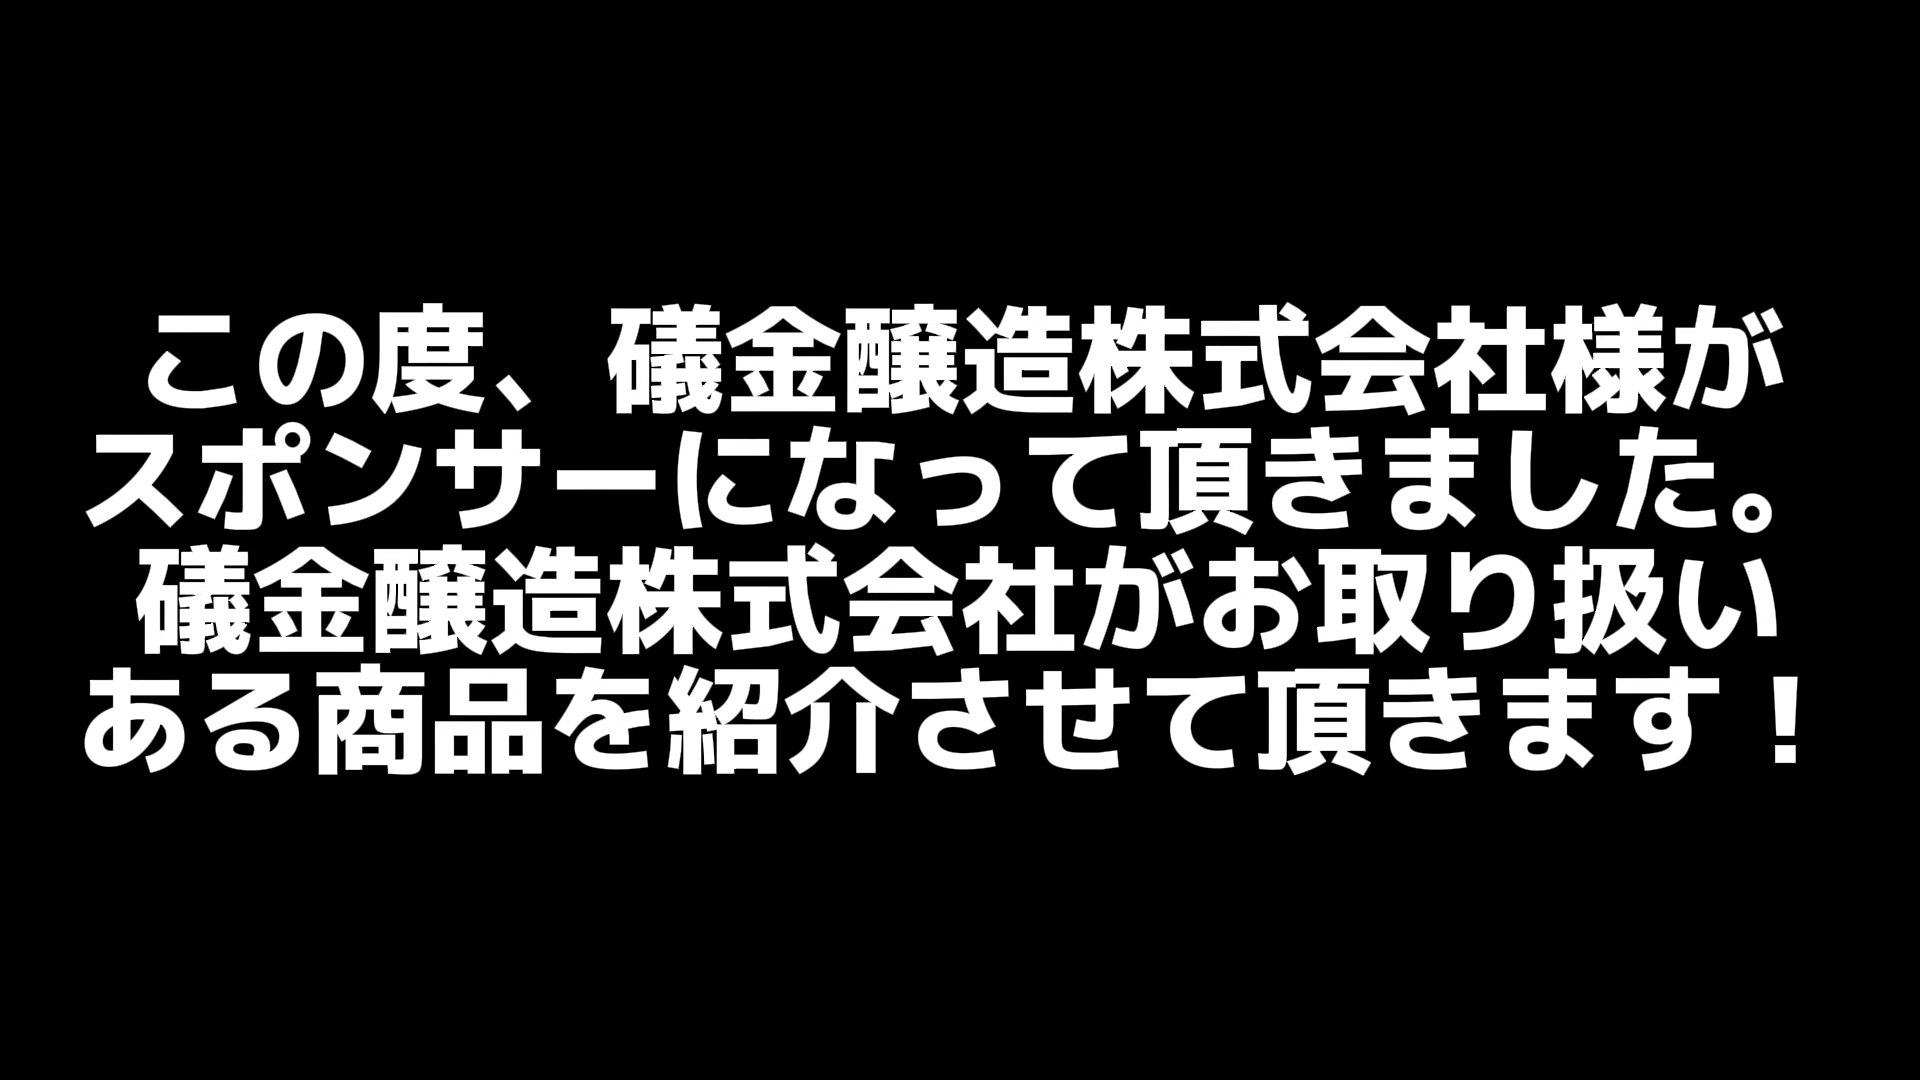 この度、礒金醸造株式会社様が
スポンサーになって頂きました。
礒金醸造株式会社がお取り扱い
ある商品を紹介させて頂きます！